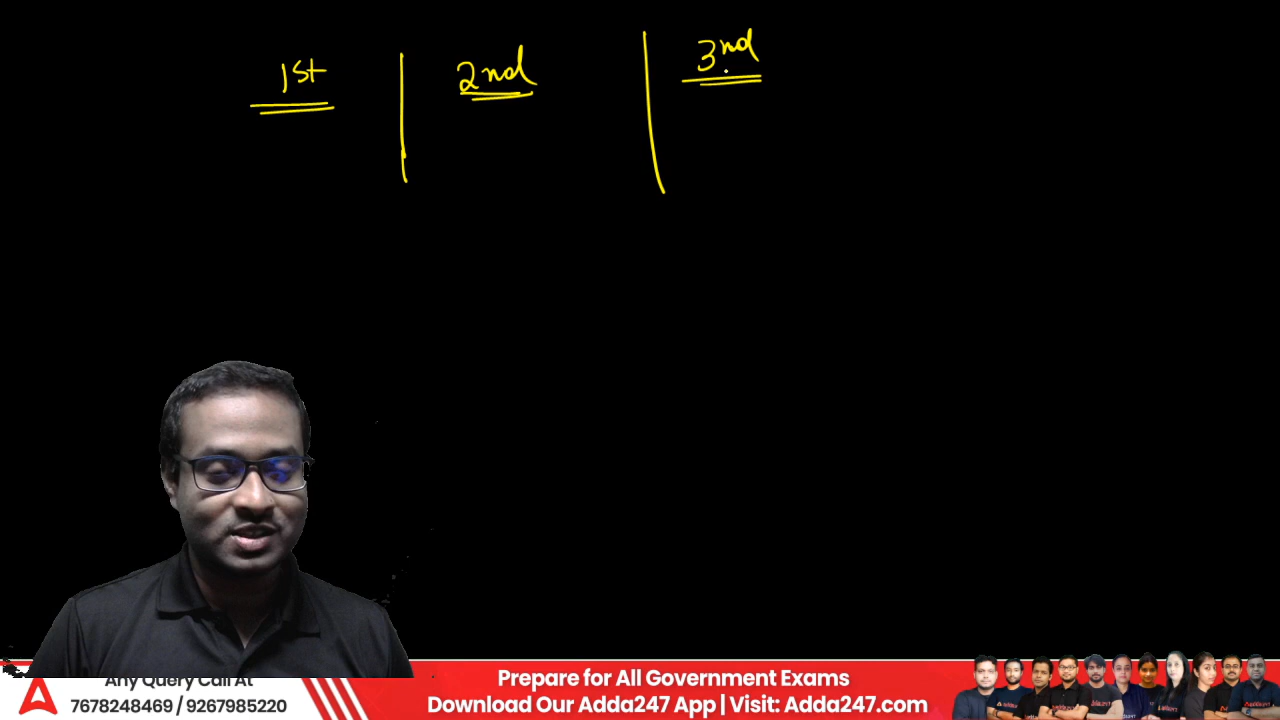 1st 2nd 3nd
Any Query Call At
7678248469 / 9267985220
Prepare for All Government Exams
Download Our Adda247 App | Visit: Adda247.com